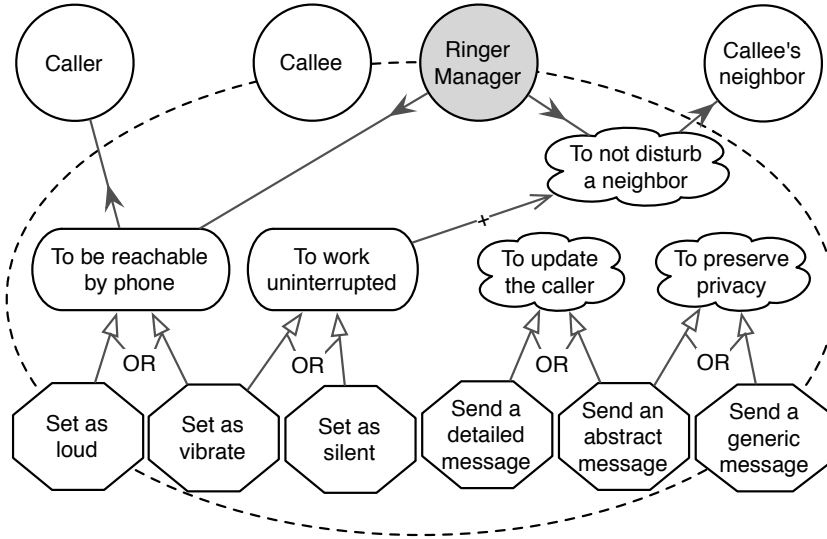 Caller
Callee
Ringer
Manager
Callee's
neighbor
To not disturb
a neighbor
+
To be reachable
by phone
To work
uninterrupted
To update
the caller
To preserve
privacy
OR
OR
OR
OR
Set as
loud
Set as
vibrate
Set as
silent
Send a
detailed
message
Send an
abstract
message
Send a
generic
message